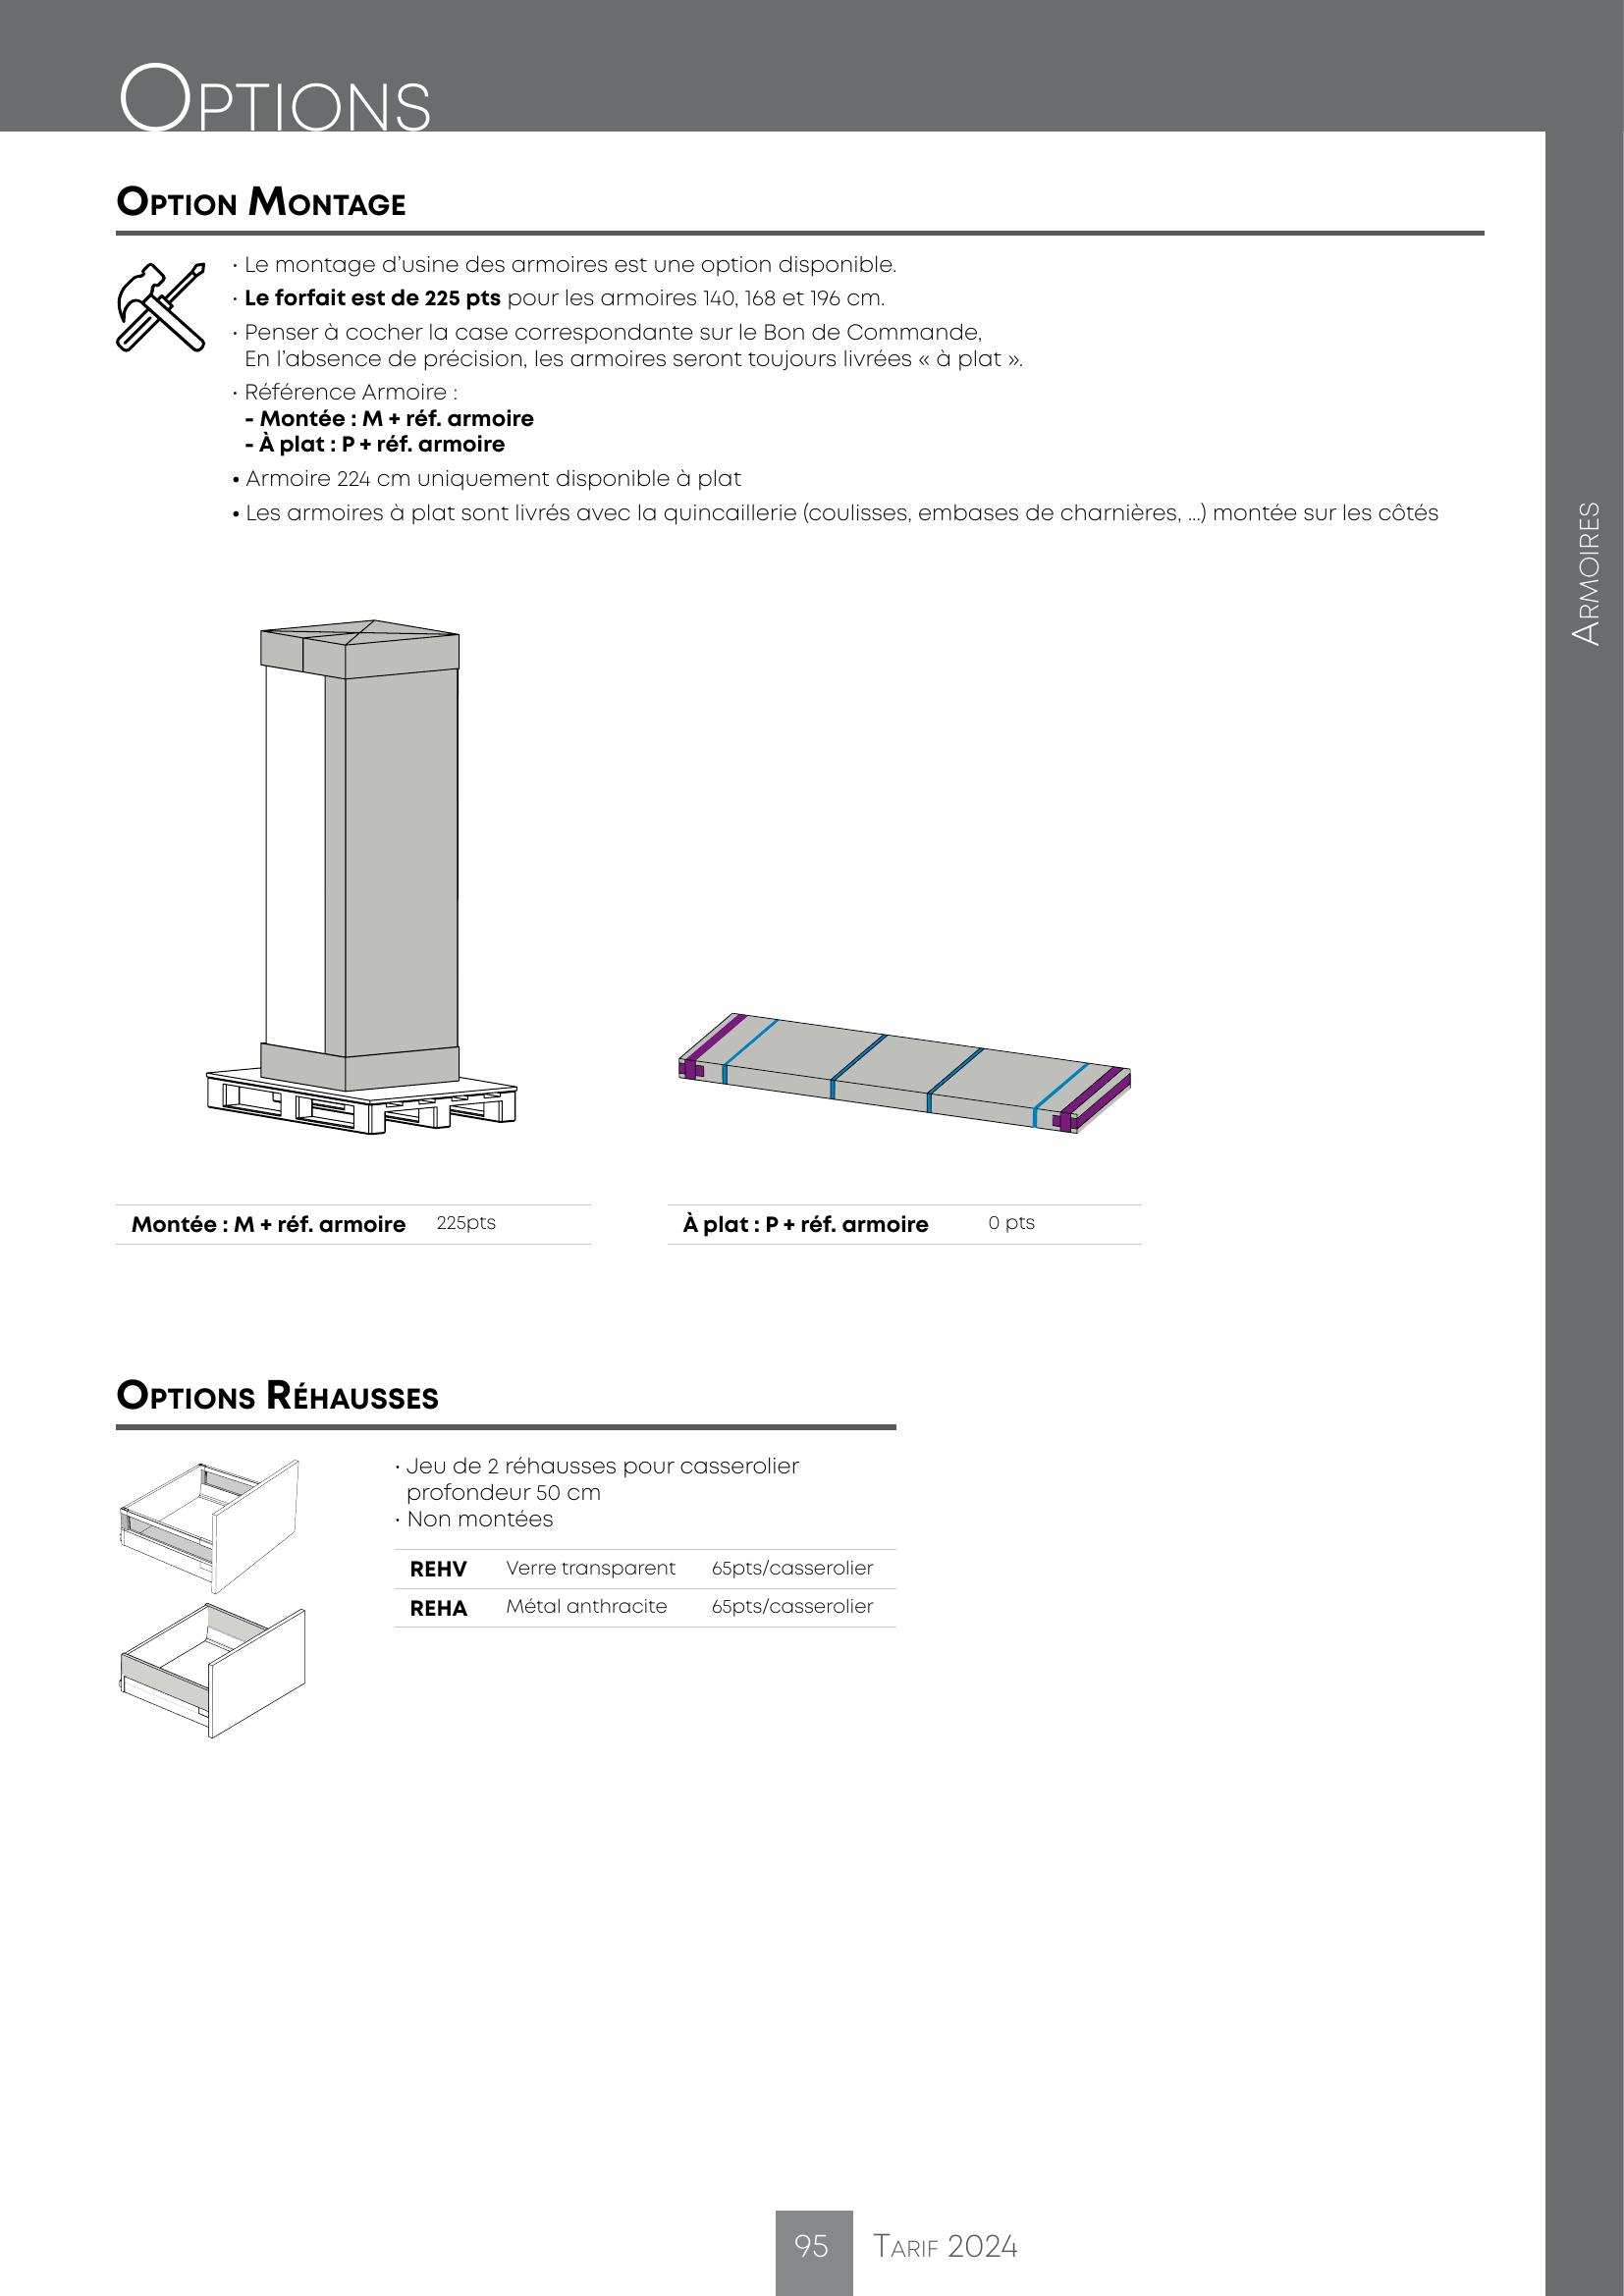 Options
Option Montage
· Le montage d’usine des armoires est une option disponible.
· Le forfait est de 225 pts pour les armoires 140, 168 et 196 cm.
· Penser à cocher la case correspondante sur le Bon de Commande,
En l’absence de précision, les armoires seront toujours livrées « à plat ».
· Référence Armoire :
- Montée : M + réf. armoire
- À plat : P + réf. armoire
• Armoire 224 cm uniquement disponible à plat
• Les armoires à plat sont livrés avec la quincaillerie (coulisses, embases de charnières, ...) montée sur les côtés
Armoires
Montée : M + réf. armoire 225pts
À plat : P + réf. armoire 0 pts
Options Réhausses
· Jeu de 2 réhausses pour casserolier
profondeur 50 cm
· Non montées
REHV Verre transparent 65pts/casserolier
REHA Métal anthracite 65pts/casserolier
95 Tarif 2024